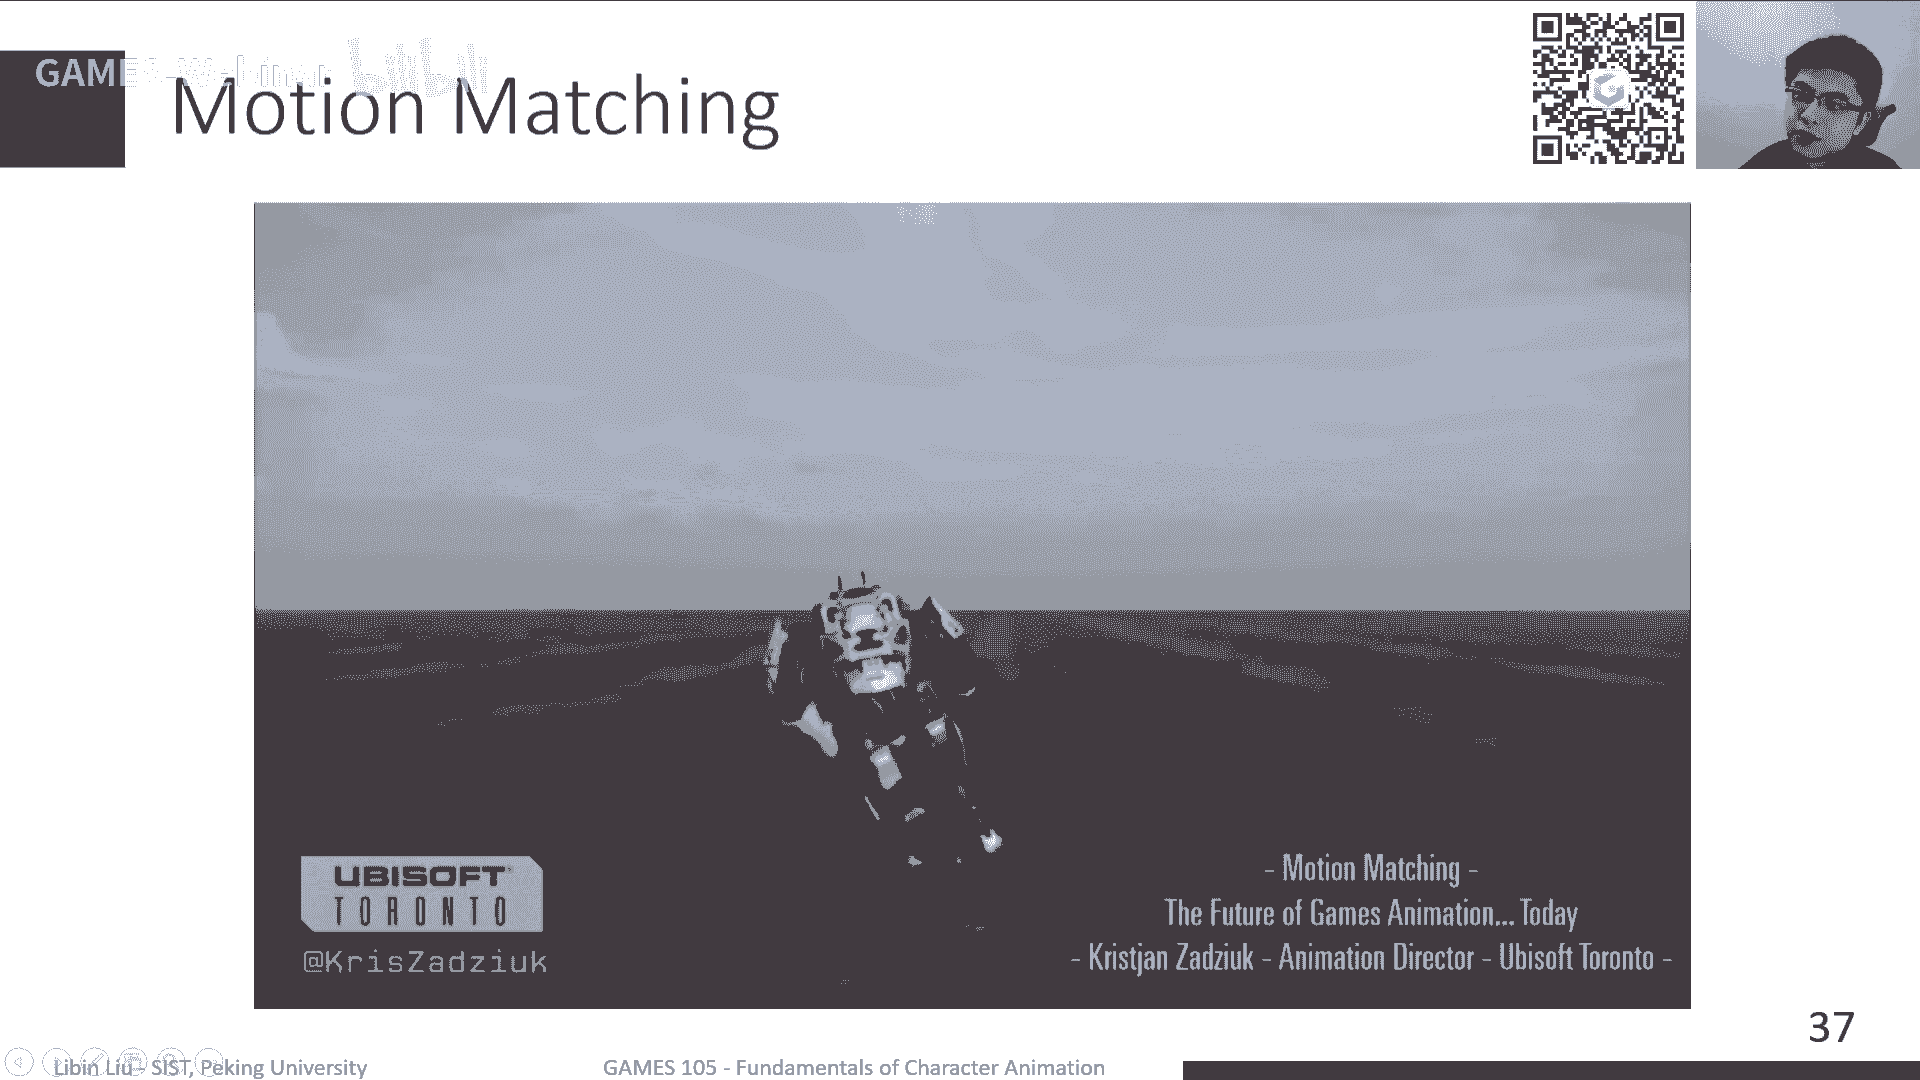 GAMES-Webinar bilibili
Motion Matching
UBISOFT
TORONTO
@KrisZadziuk
- Motion Matching -
The Future of Games Animation... Today
- Kristjan Zadziuk - Animation Director - Ubisoft Toronto -
37
Libin Liu - SIST, Peking University
GAMES 105 - Fundamentals of Character Animation